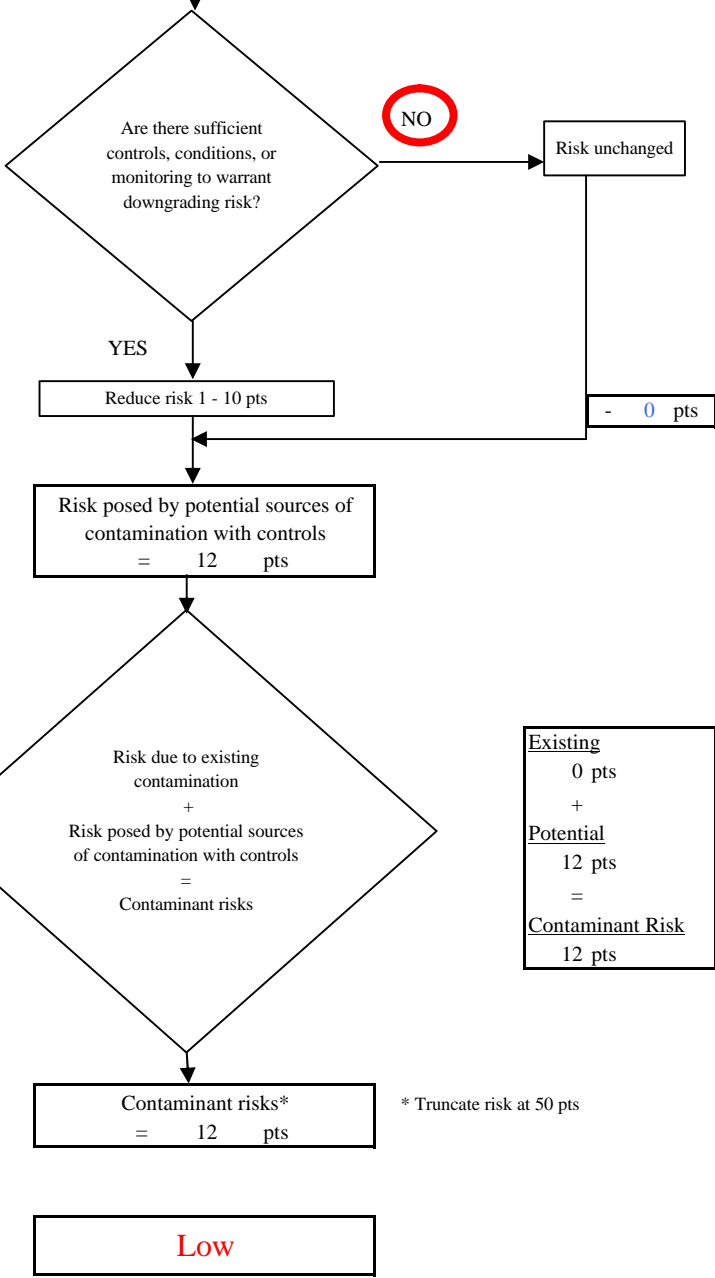 Are there sufficient
controls, conditions, or
monitoring to warrant
downgrading risk?
NO
Risk unchanged
YES
Reduce risk 1 - 10 pts
- 0 pts
Risk posed by potential sources of
contamination with controls
= 12 pts
Risk due to existing
contamination
+
Risk posed by potential sources
of contamination with controls
=
Contaminant risks
Existing
0 pts
+
Potential
12 pts
=
Contaminant Risk
12 pts
Contaminant risks*
= 12 pts
* Truncate risk at 50 pts
Low